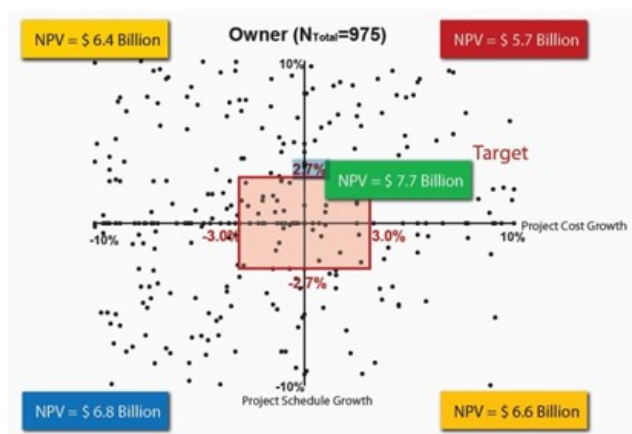 NPV = $ 6.4 Billion
Owner (NTotal=975)
NPV = $ 5.7 Billion
10%
Target
2.7%
NPV = $ 7.7 Billion
-10%
-3.0%
3.0%
10%
Project Cost Growth
-2.7%
-10%
Project Schedule Growth
NPV = $ 6.8 Billion
NPV = $ 6.6 Billion